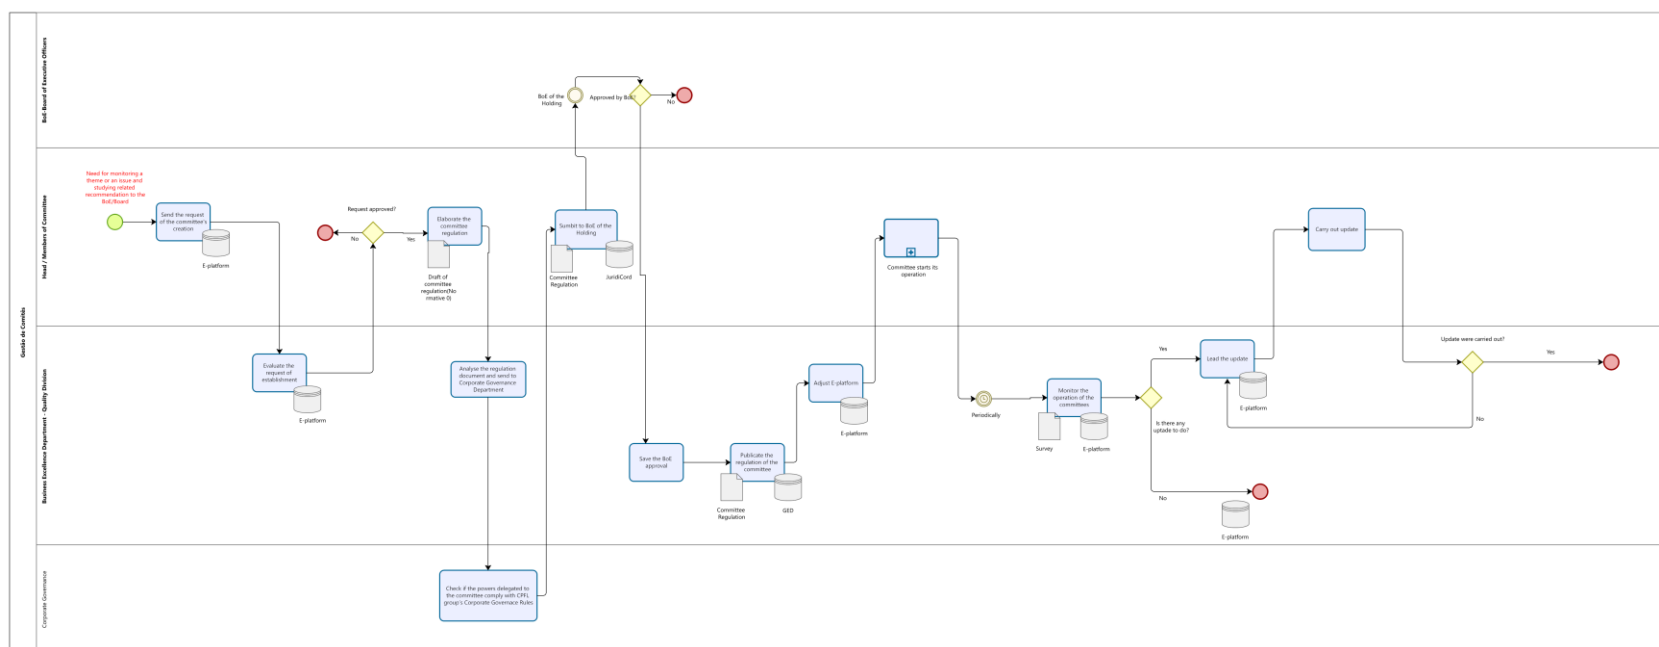 Gestão de Comitês
BoE-Board of Executive Officers
BoE of the
Holding
Approved by BoE?
No
Head / Members of Committee
Need for monitoring a
theme or an issue and
studying related
recommendation to the
BoE/Board
Send the request
of the committee's
creation
E-platform
Request approved?
No
Yes
Elaborate the
committee
regulation
Draft of
committee
regulation(No
rmative 0)
Sumbit to BoE of the
Holding
Committee
Regulation
JuridiCord
Committee starts its
operation
Carry out update
Business Excellence Department - Quality Division
Evaluate the
request of
establishment
E-platform
Analyse the regulation
document and send to
Corporate Governance
Department
Save the BoE
approval
Publicate the
regulation of the
committee
Committee
Regulation
GED
Adjust E-platform
E-platform
Periodically
Monitor the
operation of the
committees
Survey
E-platform
Is there any
uptade to do?
Yes
No
Lead the update
E-platform
E-platform
Update were carried out?
Yes
No
Corporate Governance
Check if the powers delegated to
the committee comply with CPFL
group's Corporate Governace Rules